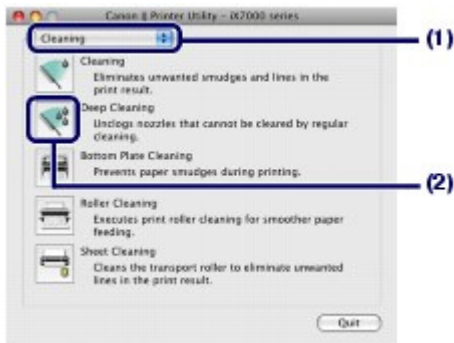 Canon IJ Printer Utility - iX7000 series
Cleaning
(1)
Cleaning
Eliminates unwanted smudges and lines in the
print result.
Deep Cleaning
Unclogs nozzles that cannot be cleared by regular
cleaning.
(2)
Bottom Plate Cleaning
Prevents paper smudges during printing.
Roller Cleaning
Executes print roller cleaning for smoother paper
feeding.
Sheet Cleaning
Cleans the transport roller to eliminate unwanted
lines in the print result.
Quit